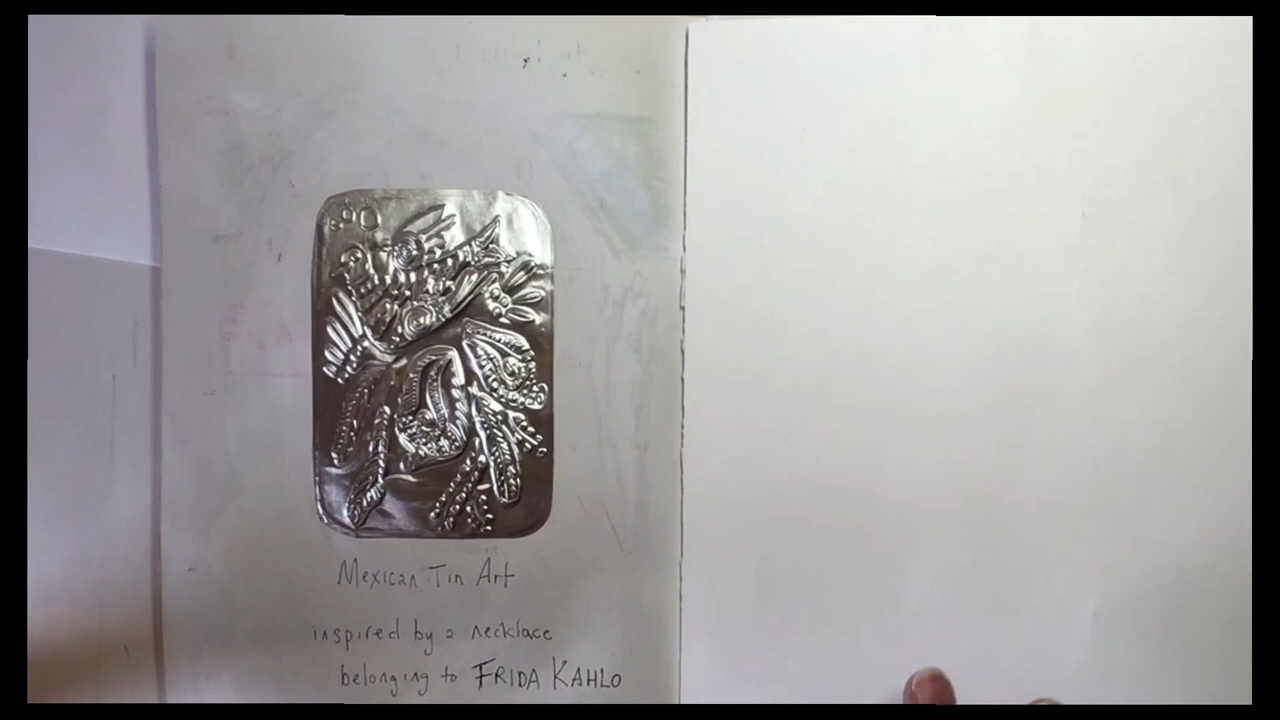 Mexican Tin Art
inspired by a necklace
belonging to FRIDA KAHLO